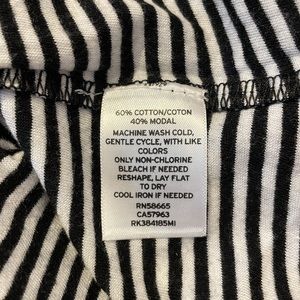 60% COTTON/COTON
40% MODAL
MACHINE WASH COLD,
GENTLE CYCLE, WITH LIKE
COLORS
ONLY NON-CHLORINE
BLEACH IF NEEDED
RESHAPE, LAY FLAT
TO DRY
COOL IRON IF NEEDED
RN58665
CA57963
RK384185MI